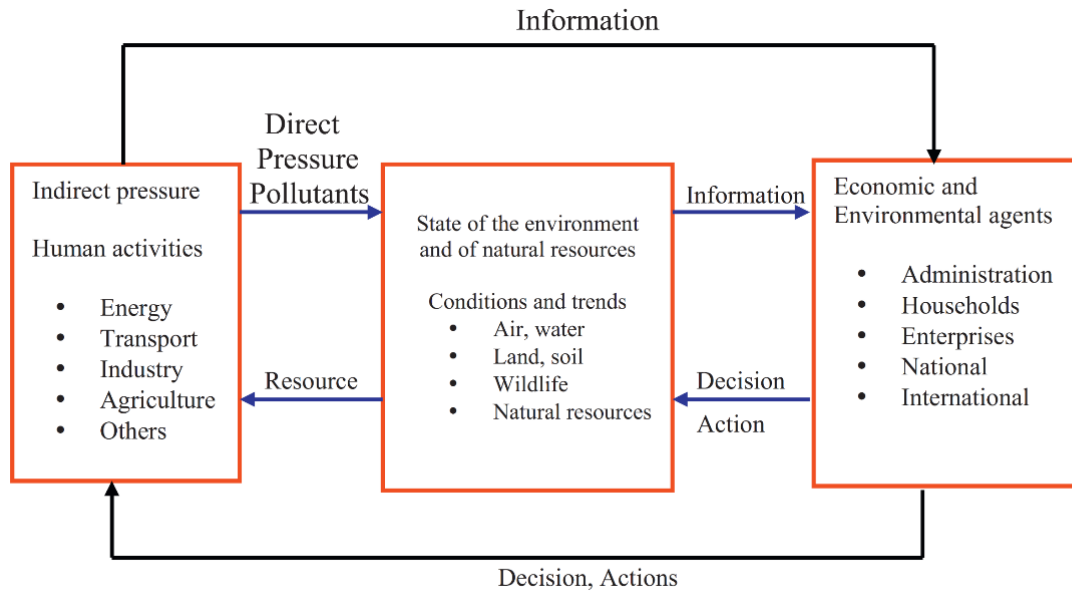 Information
Direct
Pressure
Pollutants
Indirect pressure
Human activities
• Energy
• Transport
• Industry
• Agriculture
• Others
Resource
State of the environment
and of natural resources
Conditions and trends
• Air, water
• Land, soil
• Wildlife
• Natural resources
Information
Decision
Action
Economic and
Environmental agents
• Administration
• Households
• Enterprises
• National
• International
Decision, Actions